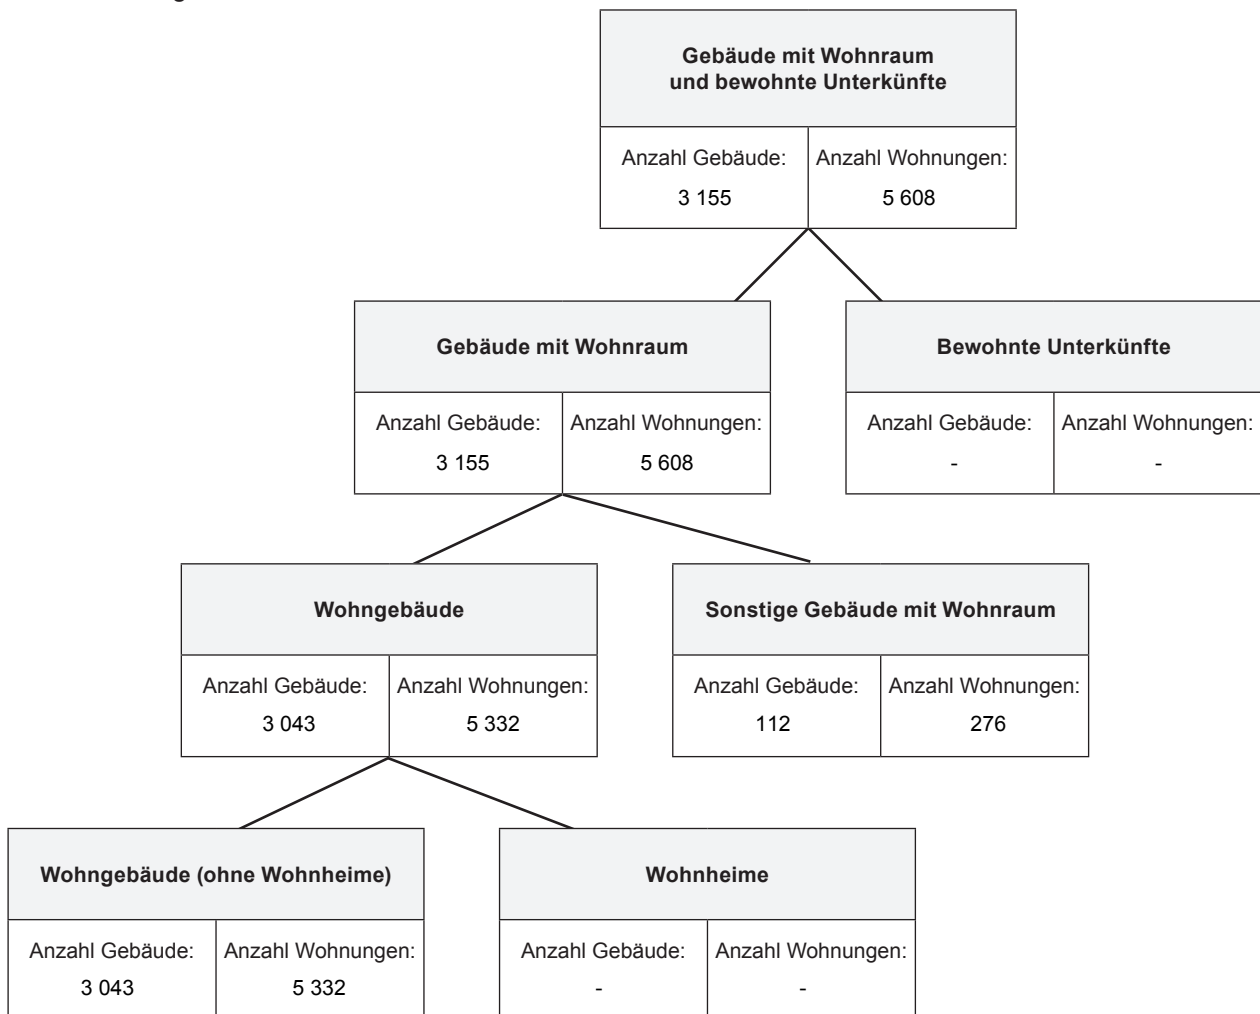 Gebäude mit Wohnraum
und bewohnte Unterkünfte
Anzahl Gebäude: Anzahl Wohnungen:
3 155 5 608
Gebäude mit Wohnraum
Anzahl Gebäude: Anzahl Wohnungen:
3 155 5 608
Bewohnte Unterkünfte
Anzahl Gebäude: Anzahl Wohnungen:
- -
Wohngebäude
Anzahl Gebäude: Anzahl Wohnungen:
3 043 5 332
Sonstige Gebäude mit Wohnraum
Anzahl Gebäude: Anzahl Wohnungen:
112 276
Wohngebäude (ohne Wohnheime)
Anzahl Gebäude: Anzahl Wohnungen:
3 043 5 332
Wohnheime
Anzahl Gebäude: Anzahl Wohnungen:
- -